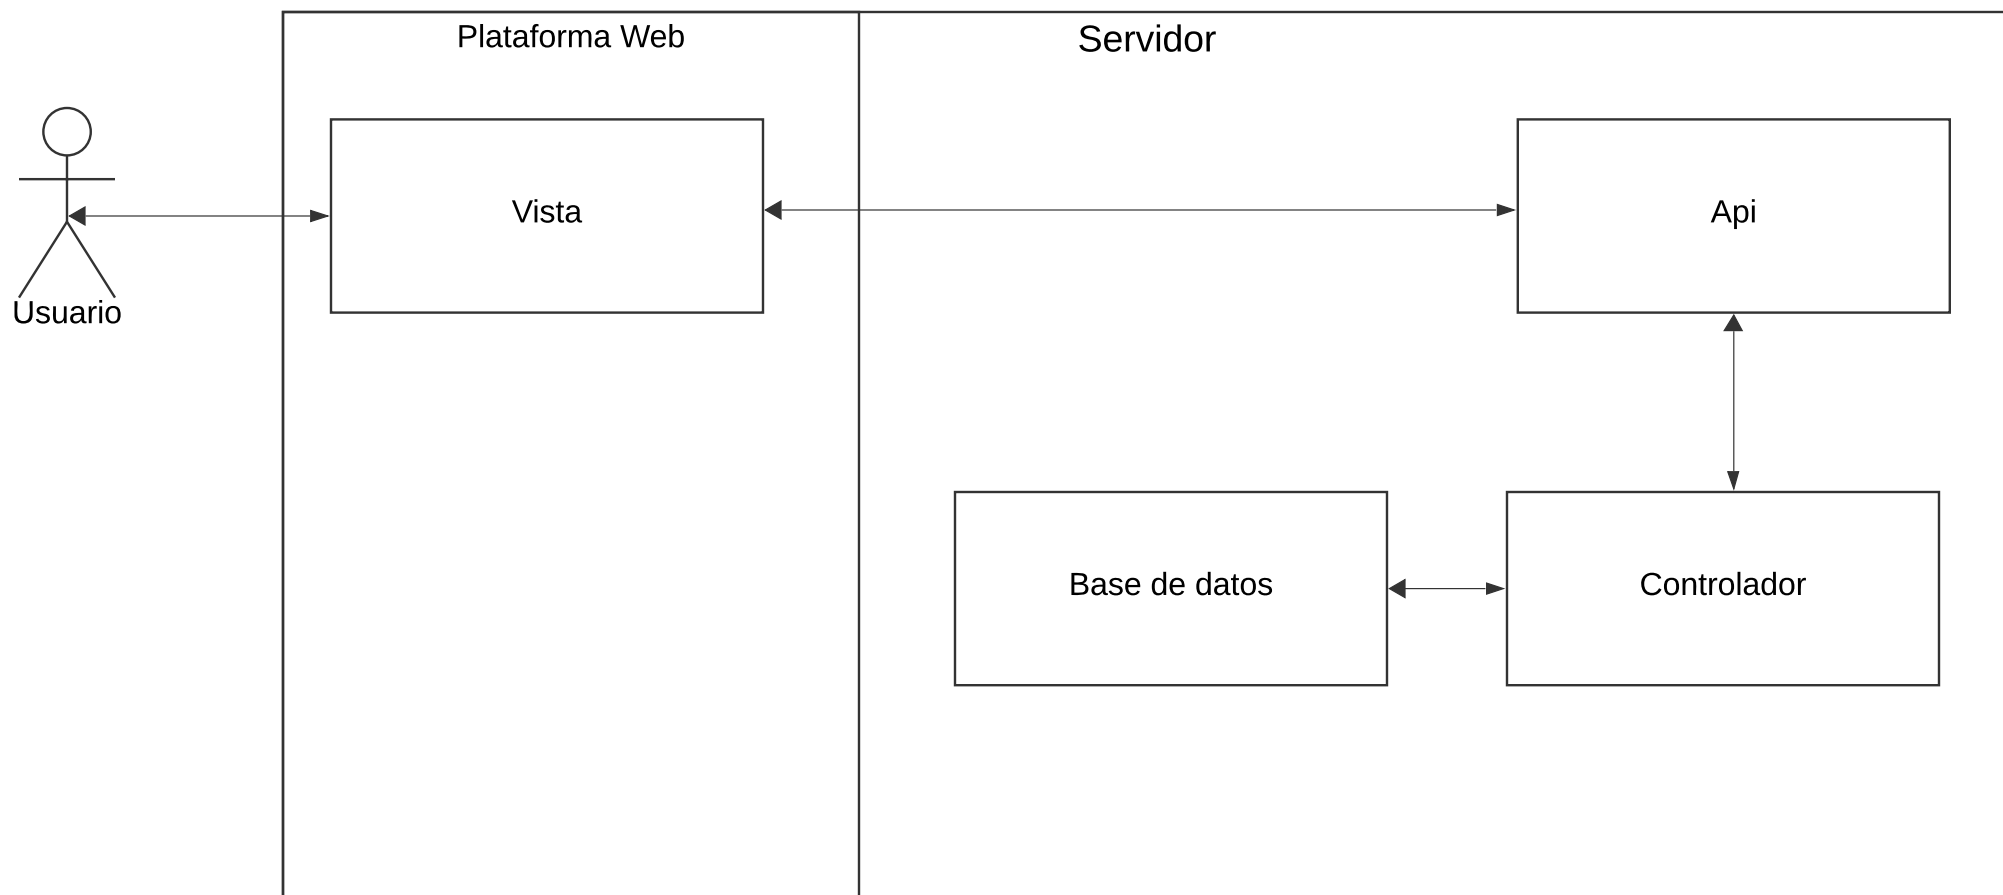 Plataforma Web
Servidor
Usuario
Vista
Api
Base de datos
Controlador